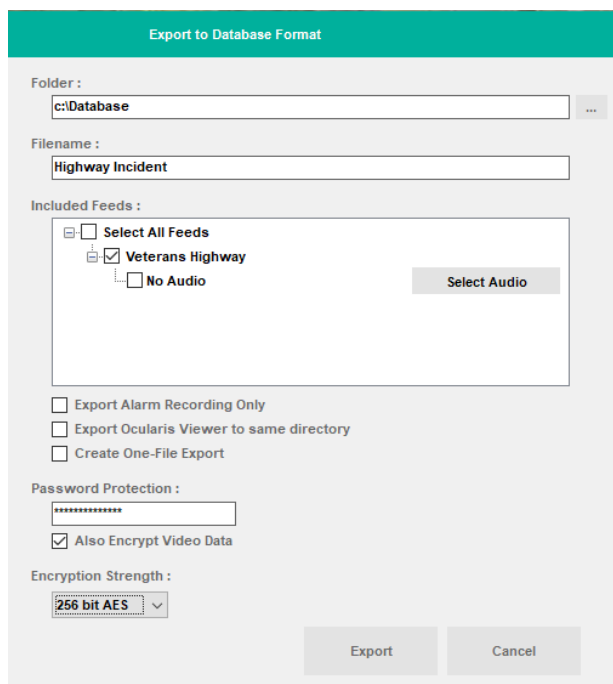 Export to Database Format
Folder :
c:\Database
...
Filename :
Highway Incident
Included Feeds :
Select All Feeds
Veterans Highway
No Audio
Select Audio
Export Alarm Recording Only
Export Ocularis Viewer to same directory
Create One-File Export
Password Protection :
**************
Also Encrypt Video Data
Encryption Strength :
256 bit AES
Export
Cancel